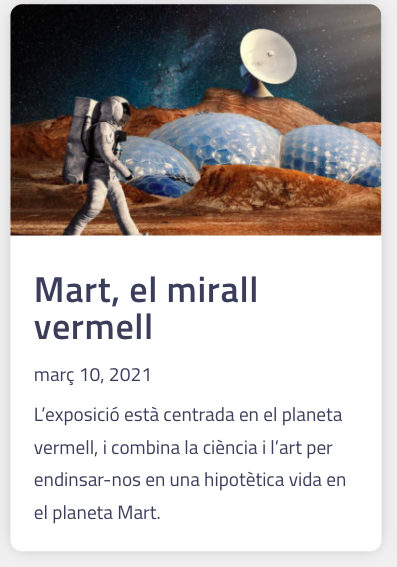 Mart, el mirall
vermell
març 10, 2021
L’exposició està centrada en el planeta
vermell, i combina la ciència i l’art per
endinsar-nos en una hipotètica vida en
el planeta Mart.